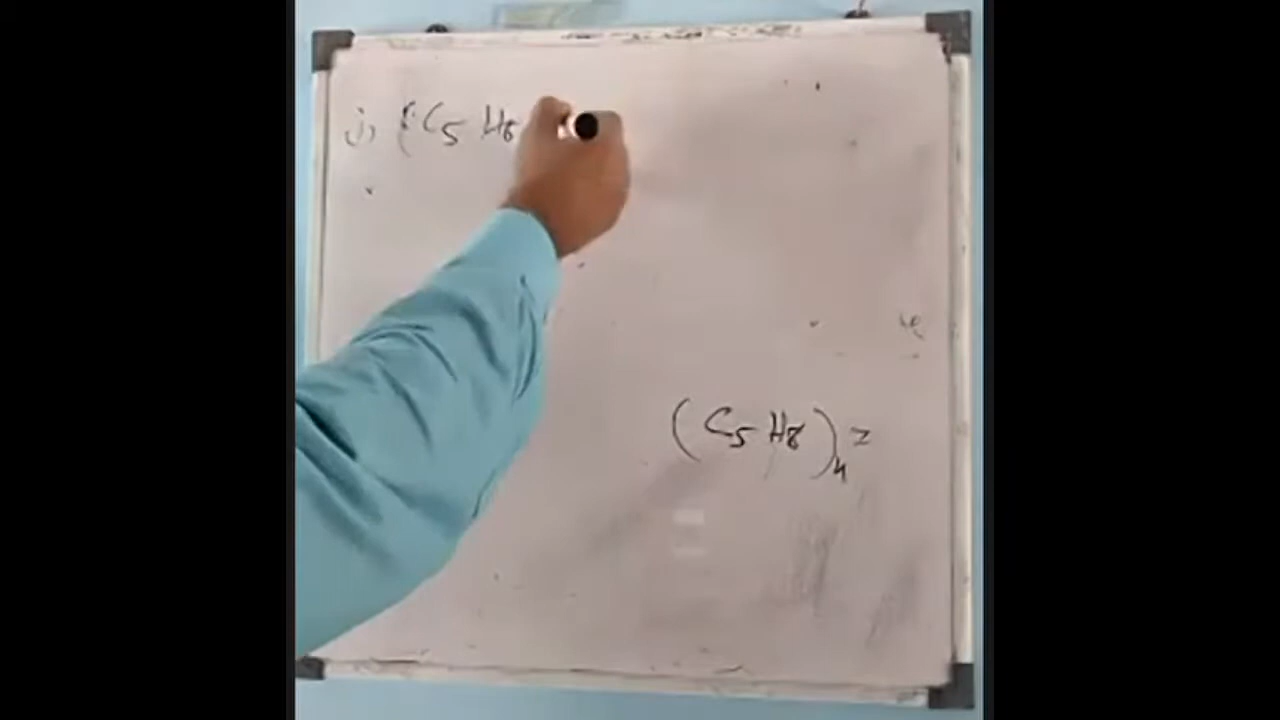 i) (C₅ H₈
(C₅ H₈)ₙ =